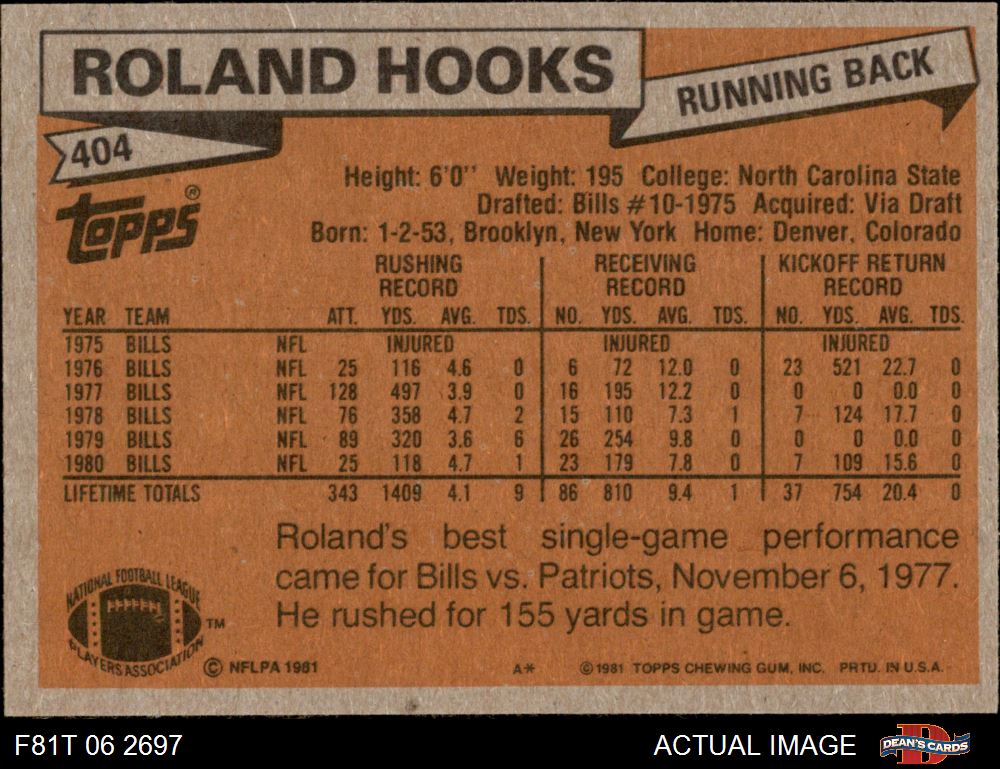 ROLAND HOOKS
RUNNING BACK
404
TOPPS®
Height: 6'0'' Weight: 195 College: North Carolina State
Drafted: Bills #10-1975 Acquired: Via Draft
Born: 1-2-53, Brooklyn, New York Home: Denver, Colorado
RUSHING RECEIVING KICKOFF RETURN
RECORD RECORD RECORD
YEAR TEAM ATT. YDS. AVG. TDS. NO. YDS. AVG. TDS. NO. YDS. AVG. TDS.
1975 BILLS NFL INJURED INJURED INJURED
1976 BILLS NFL 25 116 4.6 0 6 72 12.0 0 23 521 22.7 0
1977 BILLS NFL 128 497 3.9 0 16 195 12.2 0 0 0 0.0 0
1978 BILLS NFL 76 358 4.7 2 15 110 7.3 1 7 124 17.7 0
1979 BILLS NFL 89 320 3.6 6 26 254 9.8 0 0 0 0.0 0
1980 BILLS NFL 25 118 4.7 1 23 179 7.8 0 7 109 15.6 0
LIFETIME TOTALS 343 1409 4.1 9 86 810 9.4 1 37 754 20.4 0
Roland's best single-game performance
came for Bills vs. Patriots, November 6, 1977.
He rushed for 155 yards in game.
NATIONAL FOOTBALL LEAGUE
PLAYERS ASSOCIATION
TM
© NFLPA 1981 A* ©1981 TOPPS CHEWING GUM, INC. PRTD. IN U.S.A.
F81T 06 2697 ACTUAL IMAGE D DEAN'S CARDS